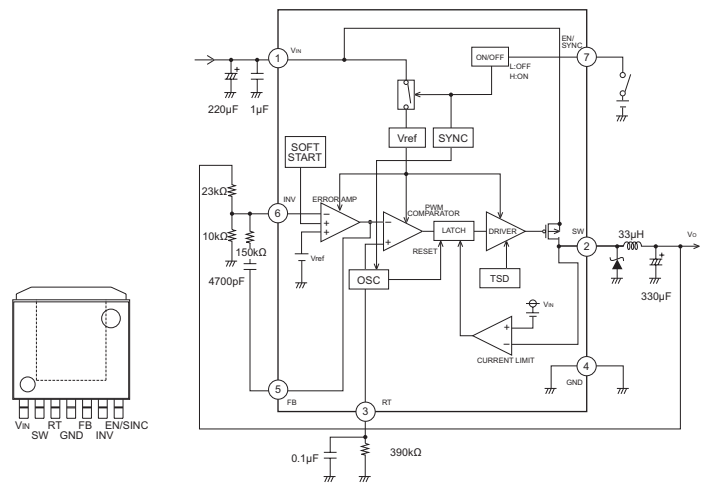 EN/
SYNC
VIN
1
ON/OFF
L:OFF
H:ON
7
220µF
1µF
Vref
SYNC
SOFT
START
23kΩ
INV
6
ERROR AMP
PWM
COMPARATOR
10kΩ
150kΩ
4700pF
Vref
LATCH
DRIVER
RESET
OSC
TSD
SW
2
33µH
VO
330µF
VIN
CURRENT LIMIT
4
GND
5
FB
3
RT
0.1µF
390kΩ
VIN
SW
RT
GND
FB
INV
EN/SINC